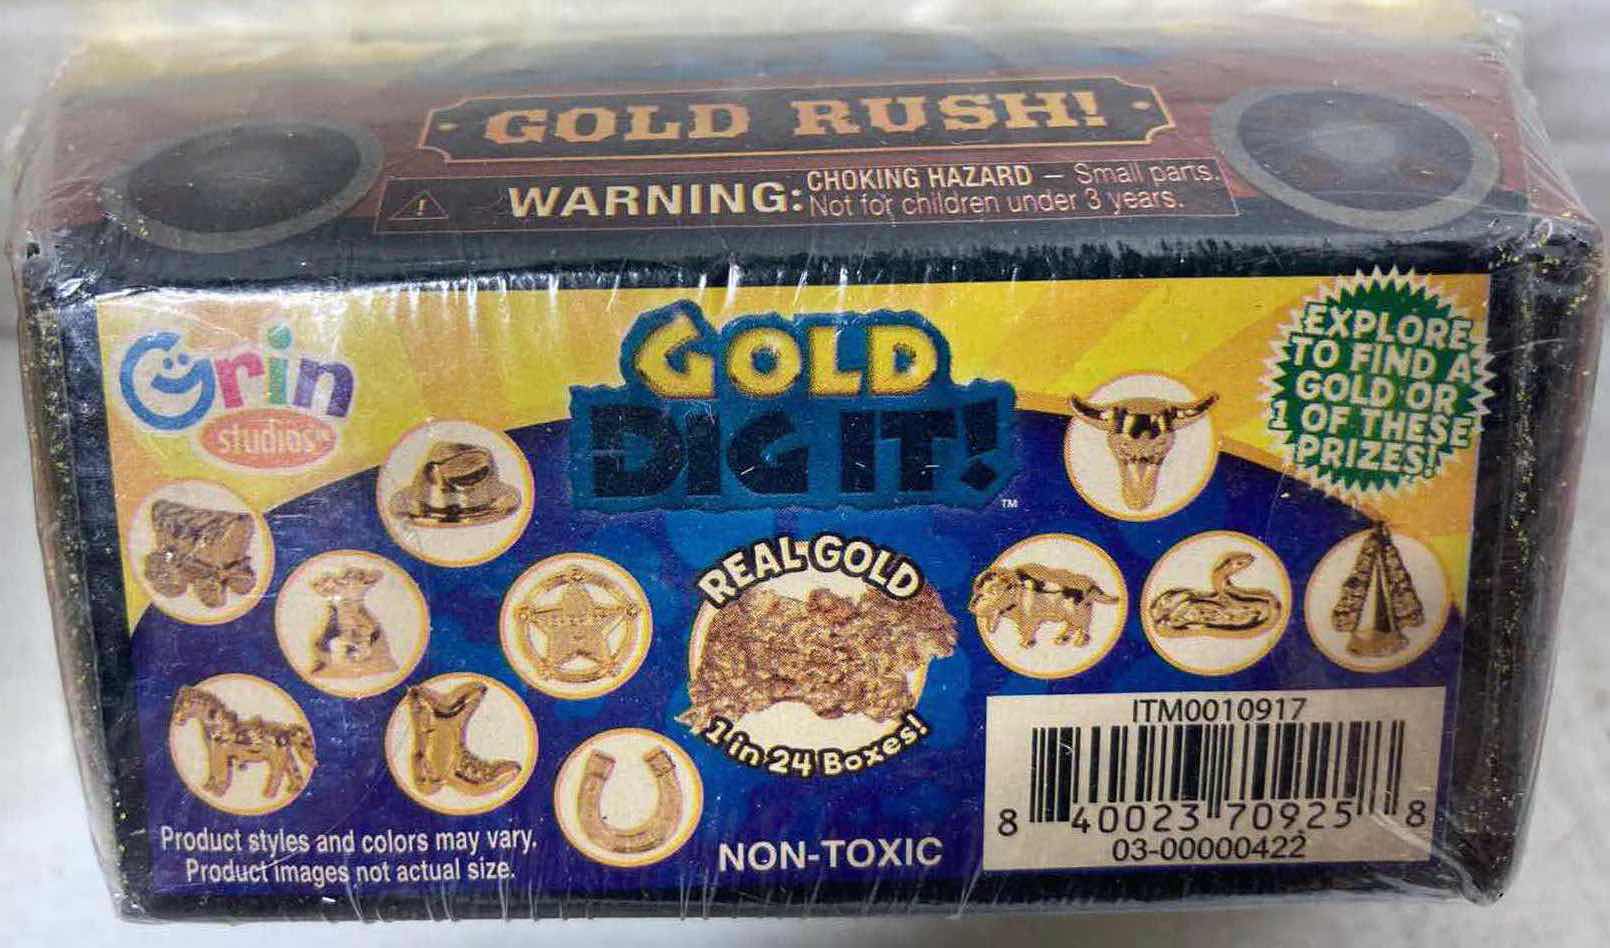 GOLD RUSH!
WARNING: CHOKING HAZARD – Small parts.
Not for children under 3 years.
Grin
studios™
GOLD
DIG IT!™
EXPLORE
TO FIND A
GOLD OR
1 OF THESE
PRIZES!
REAL GOLD
1 in 24 Boxes!
ITM0010917
8 40023 70925 8
03-00000422
Product styles and colors may vary.
Product images not actual size.
NON-TOXIC